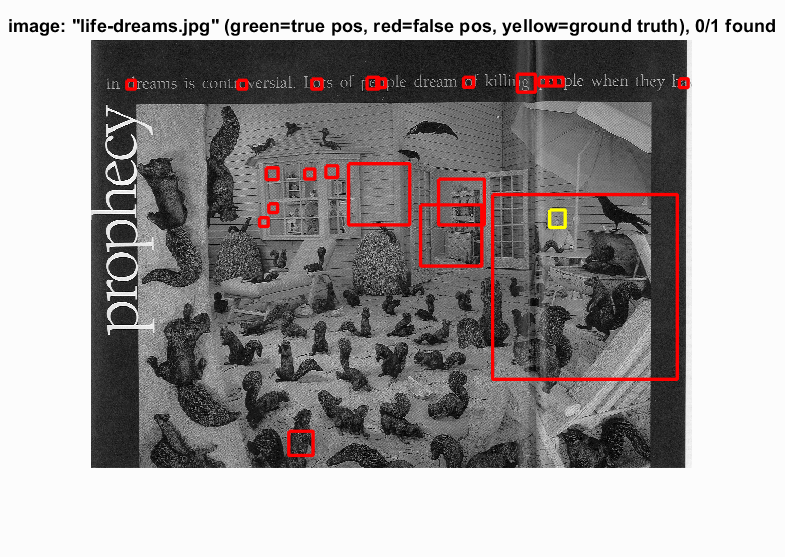 image: "life-dreams.jpg" (green=true pos, red=false pos, yellow=ground truth), 0/1 found
in dreams is controversial. Lots of people dream of killing people when they ha
prophecy